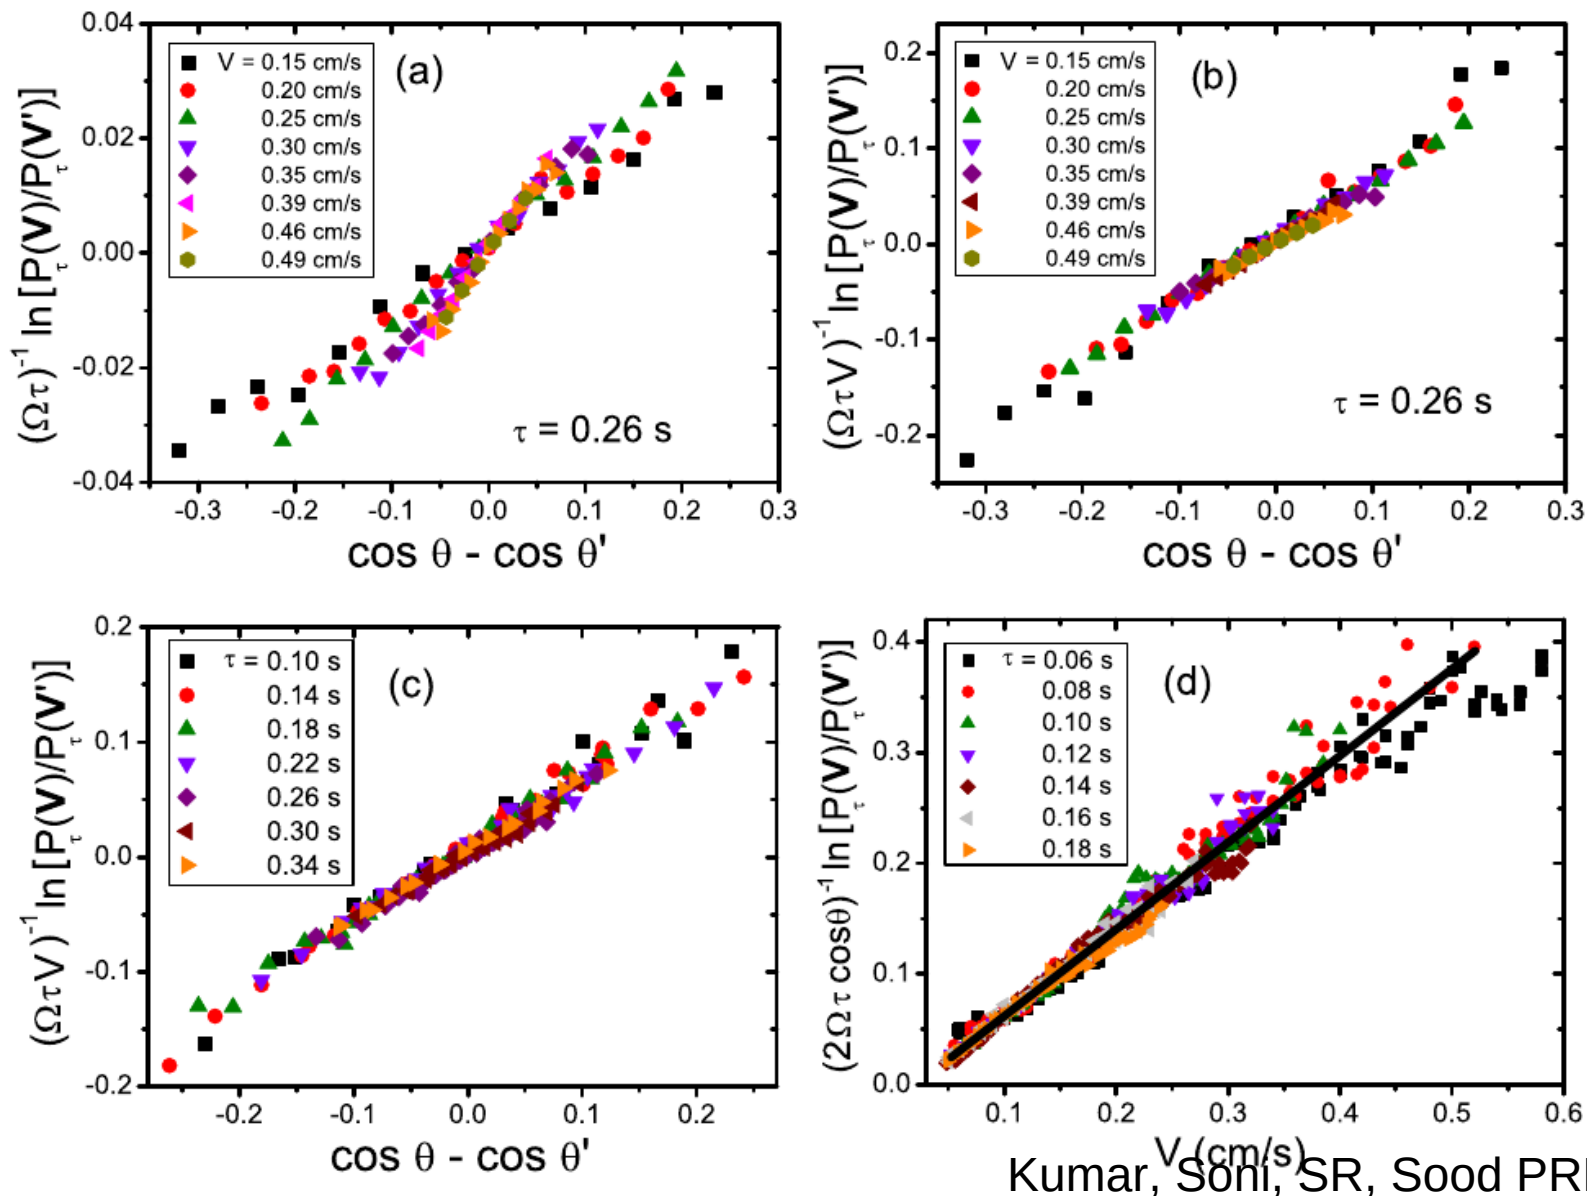 (a)
V = 0.15 cm/s
0.20 cm/s
0.25 cm/s
0.30 cm/s
0.35 cm/s
0.39 cm/s
0.46 cm/s
0.49 cm/s
τ = 0.26 s
0.04
0.02
0.00
-0.02
-0.04
-0.3 -0.2 -0.1 0.0 0.1 0.2 0.3
(Ωτ)⁻¹ ln[P_τ(V)/P_τ(V')]
cos θ - cos θ'
(b)
V = 0.15 cm/s
0.20 cm/s
0.25 cm/s
0.30 cm/s
0.35 cm/s
0.39 cm/s
0.46 cm/s
0.49 cm/s
τ = 0.26 s
0.2
0.1
0.0
-0.1
-0.2
-0.3 -0.2 -0.1 0.0 0.1 0.2 0.3
(ΩτV)⁻¹ ln[P_τ(V)/P_τ(V')]
cos θ - cos θ'
(c)
τ = 0.10 s
0.14 s
0.18 s
0.22 s
0.26 s
0.30 s
0.34 s
0.2
0.1
0.0
-0.1
-0.2
-0.2 -0.1 0.0 0.1 0.2
(ΩτV)⁻¹ ln[P_τ(V)/P_τ(V')]
cos θ - cos θ'
(d)
τ = 0.06 s
0.08 s
0.10 s
0.12 s
0.14 s
0.16 s
0.18 s
0.4
0.3
0.2
0.1
0.0
0.1 0.2 0.3 0.4 0.5 0.6
(2Ωτ cosθ)⁻¹ ln[P_τ(V)/P_τ(V')]
V (cm/s)
Kumar, Soni, SR, Sood PR